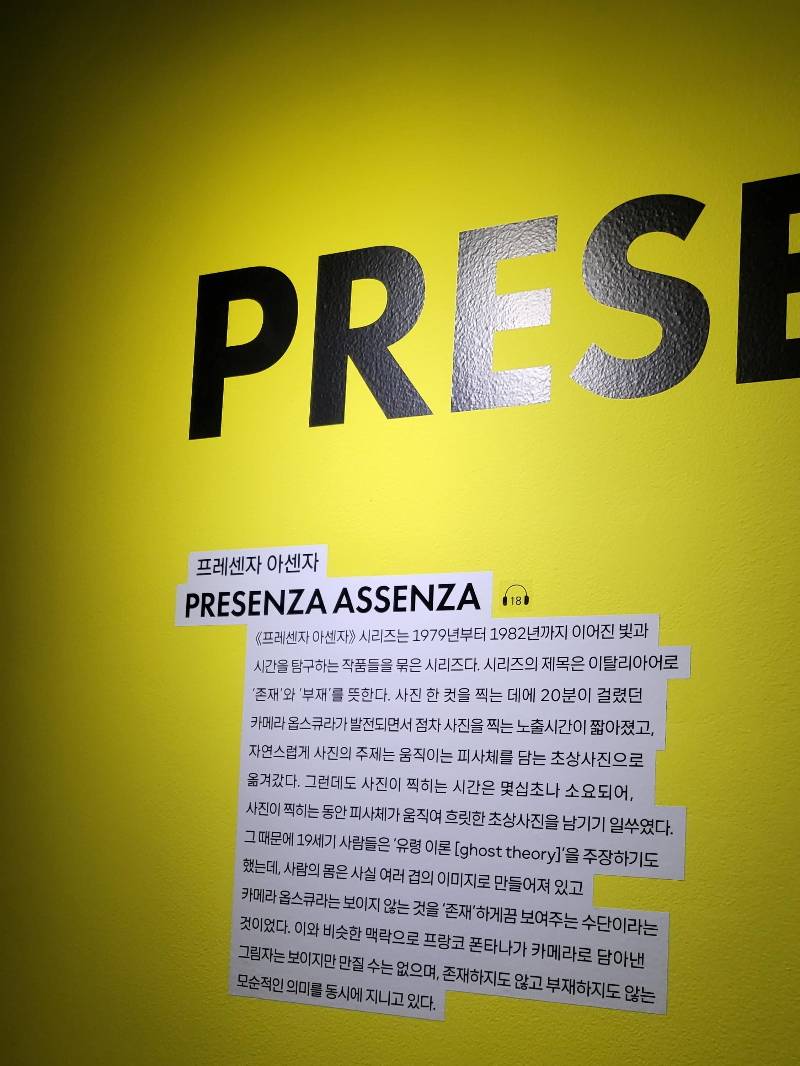 PRESE
프레센자 아센자
PRESENZA ASSENZA 18
《프레센자 아센자》 시리즈는 1979년부터 1982년까지 이어진 빛과
시간을 탐구하는 작품들을 묶은 시리즈다. 시리즈의 제목은 이탈리아어로
‘존재’와 ‘부재’를 뜻한다. 사진 한 컷을 찍는 데에 20분이 걸렸던
카메라 옵스큐라가 발전되면서 점차 사진을 찍는 노출시간이 짧아졌고,
자연스럽게 사진의 주제는 움직이는 피사체를 담는 초상사진으로
옮겨갔다. 그런데도 사진이 찍히는 시간은 몇십초나 소요되어,
사진이 찍히는 동안 피사체가 움직여 흐릿한 초상사진을 남기기 일쑤였다.
그 때문에 19세기 사람들은 ‘유령 이론 [ghost theory]’을 주장하기도
했는데, 사람의 몸은 사실 여러 겹의 이미지로 만들어져 있고
카메라 옵스큐라는 보이지 않는 것을 ‘존재’하게끔 보여주는 수단이라는
것이었다. 이와 비슷한 맥락으로 프랑코 폰타나가 카메라로 담아낸
그림자는 보이지만 만질 수는 없으며, 존재하지도 않고 부재하지도 않는
모순적인 의미를 동시에 지니고 있다.